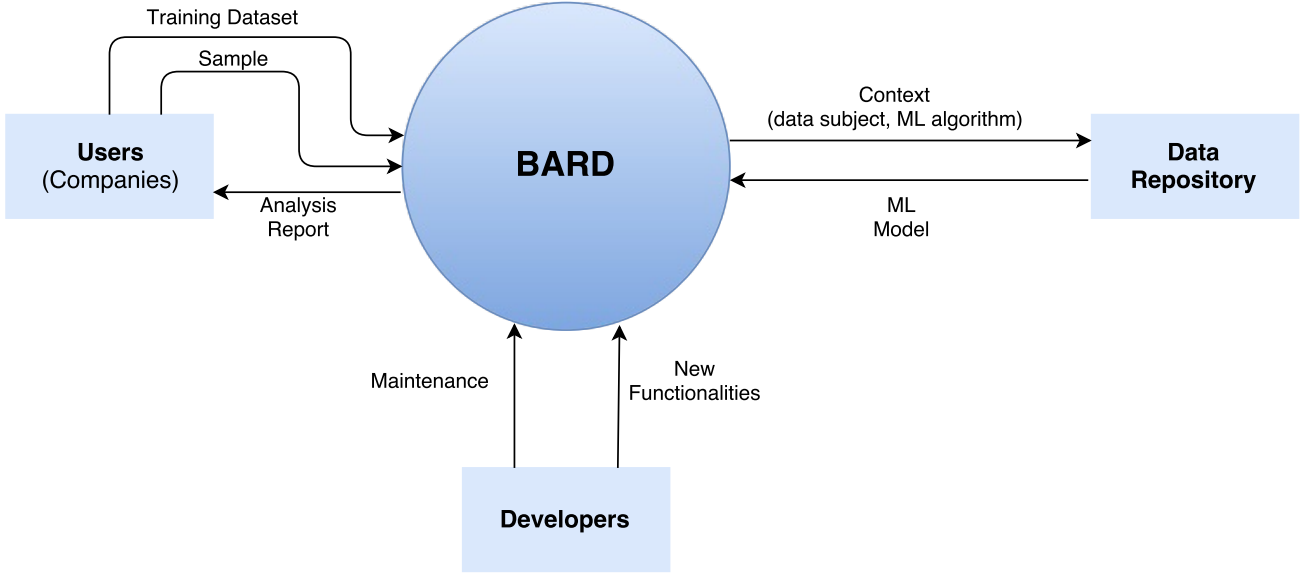 Training Dataset
Sample
Users
(Companies)
Analysis
Report
BARD
Context
(data subject, ML algorithm)
ML
Model
Data
Repository
Maintenance
New
Functionalities
Developers